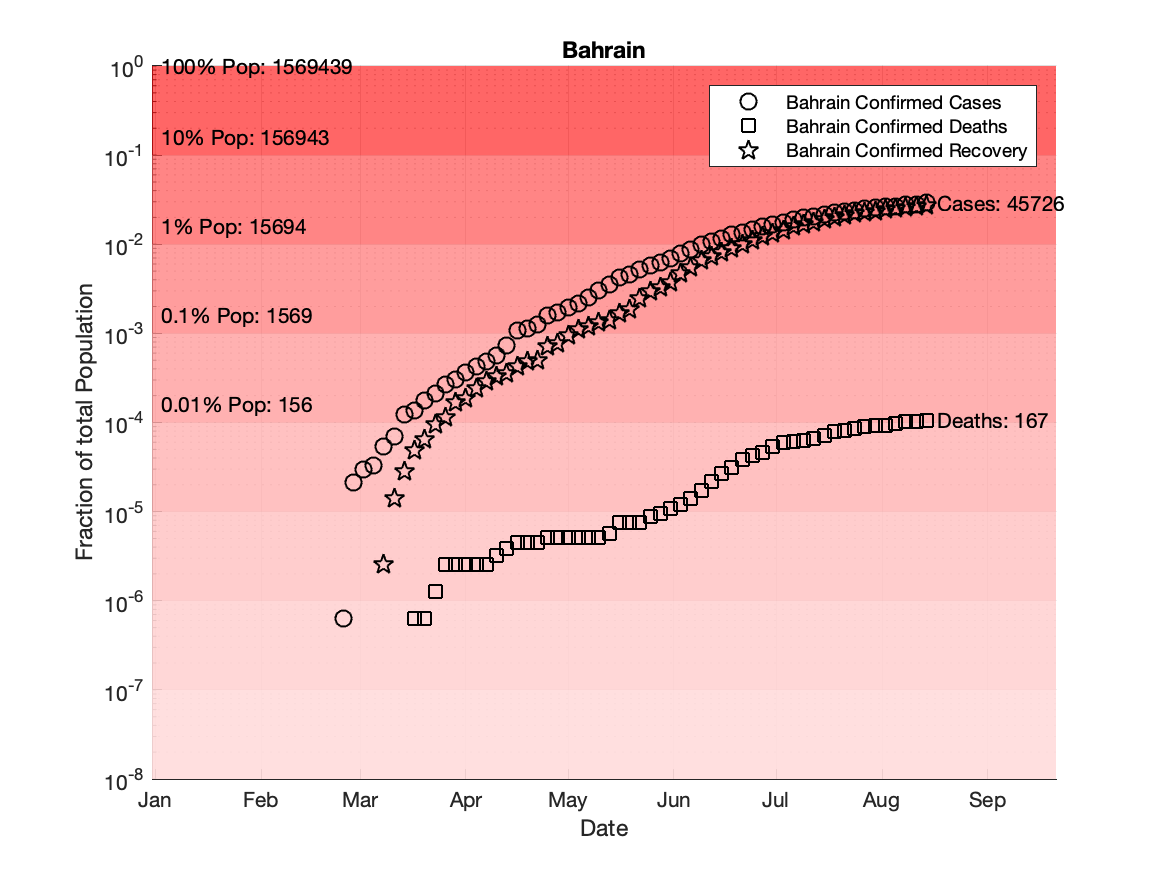 Bahrain
10^0
100% Pop: 1569439
Bahrain Confirmed Cases
Bahrain Confirmed Deaths
Bahrain Confirmed Recovery
10% Pop: 156943
10^-1
Cases: 45726
1% Pop: 15694
10^-2
0.1% Pop: 1569
10^-3
0.01% Pop: 156
10^-4
Deaths: 167
10^-5
10^-6
10^-7
10^-8
Fraction of total Population
Jan Feb Mar Apr May Jun Jul Aug Sep
Date